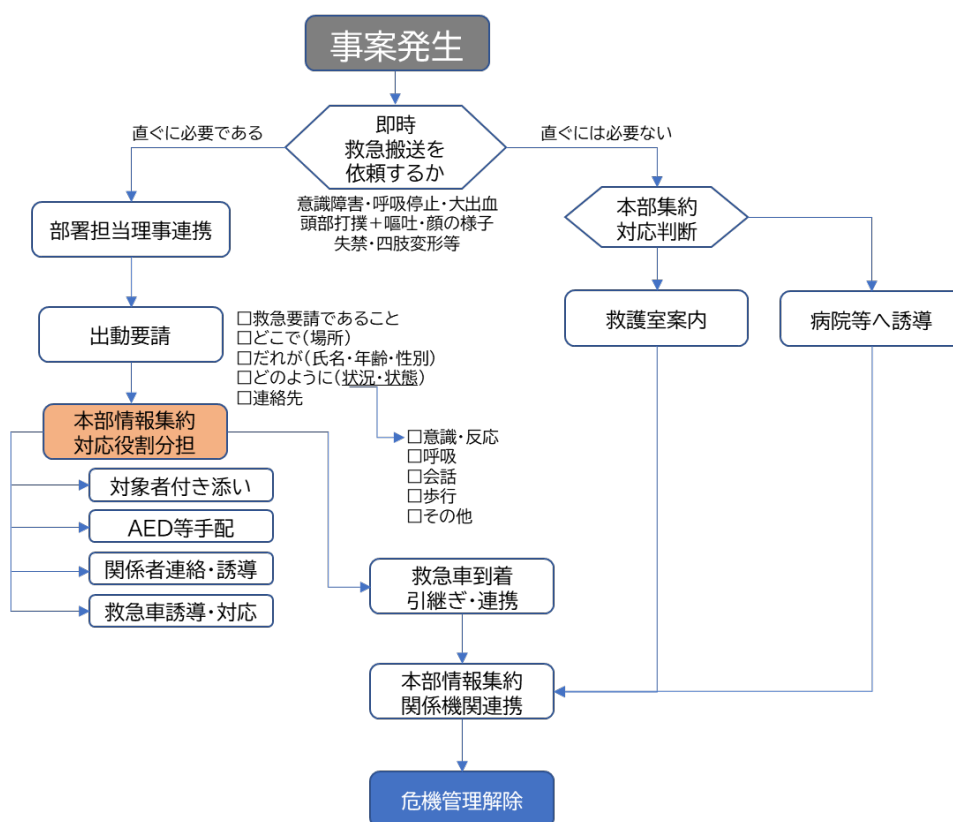 事案発生
直ぐに必要である
即時
救急搬送を
依頼するか
直ぐには必要ない
意識障害・呼吸停止・大出血
頭部打撲+嘔吐・顔の様子
失禁・四肢変形等
部署担当理事連携
本部集約
対応判断
出動要請
□救急要請であること
□どこで(場所)
□だれが(氏名・年齢・性別)
□どのように(状況・状態)
□連絡先
救護室案内
病院等へ誘導
本部情報集約
対応役割分担
□意識・反応
□呼吸
□会話
□歩行
□その他
対象者付き添い
AED等手配
関係者連絡・誘導
救急車誘導・対応
救急車到着
引継ぎ・連携
本部情報集約
関係機関連携
危機管理解除